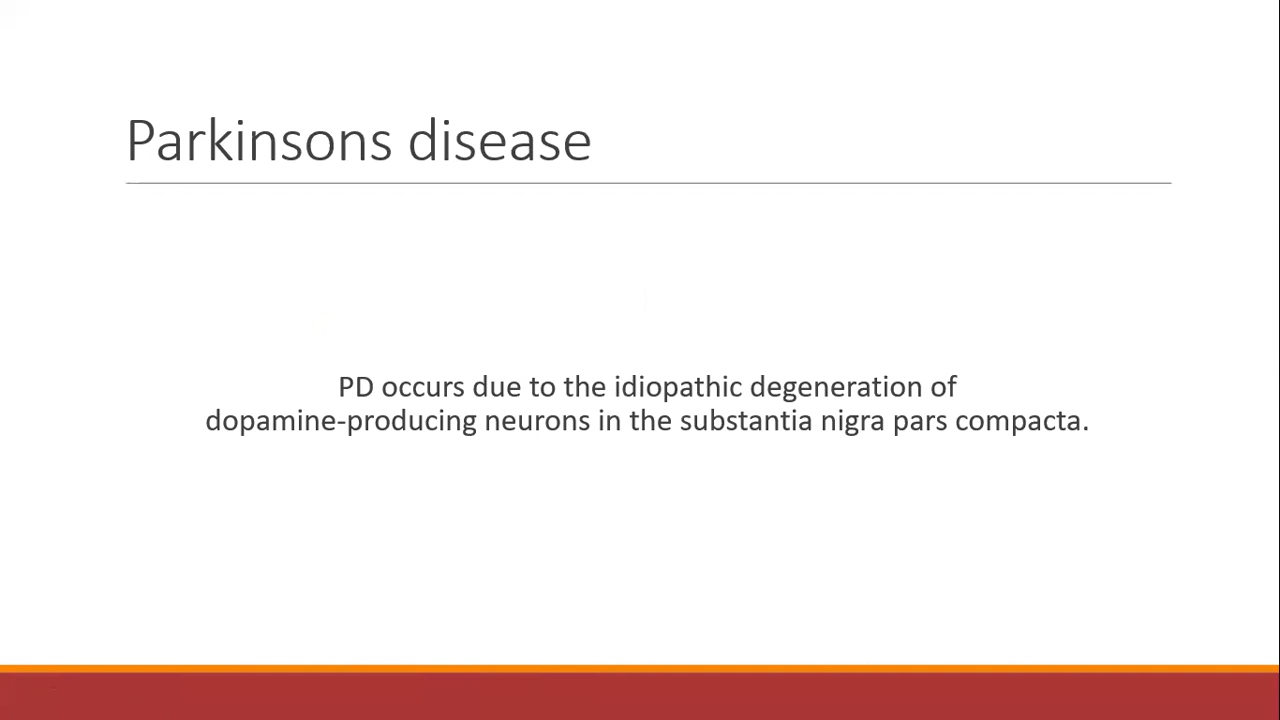 Parkinsons disease
PD occurs due to the idiopathic degeneration of
dopamine-producing neurons in the substantia nigra pars compacta.